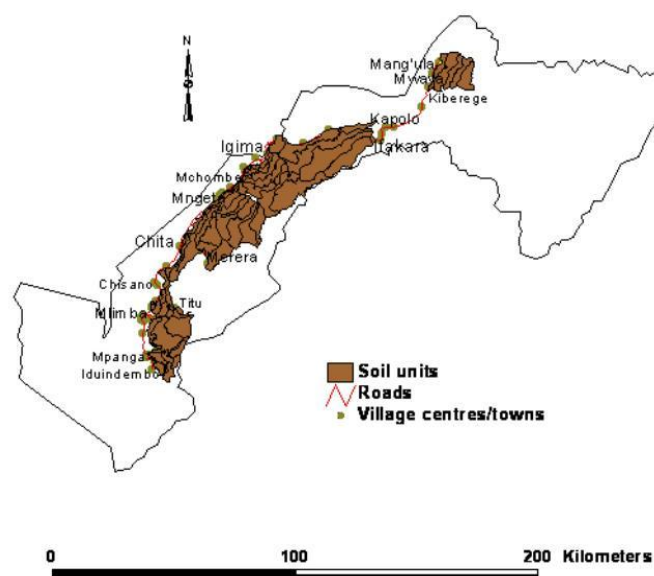 N
Mang'ula
Mwaya
Kiberege
Kapolo
Ifakara
Igima
Mchombe
Mngeta
Chita
Merera
Chisano
Titu
Mlimba
Mpanga
Iduindembo
Soil units
Roads
Village centres/towns
0 100 200 Kilometers